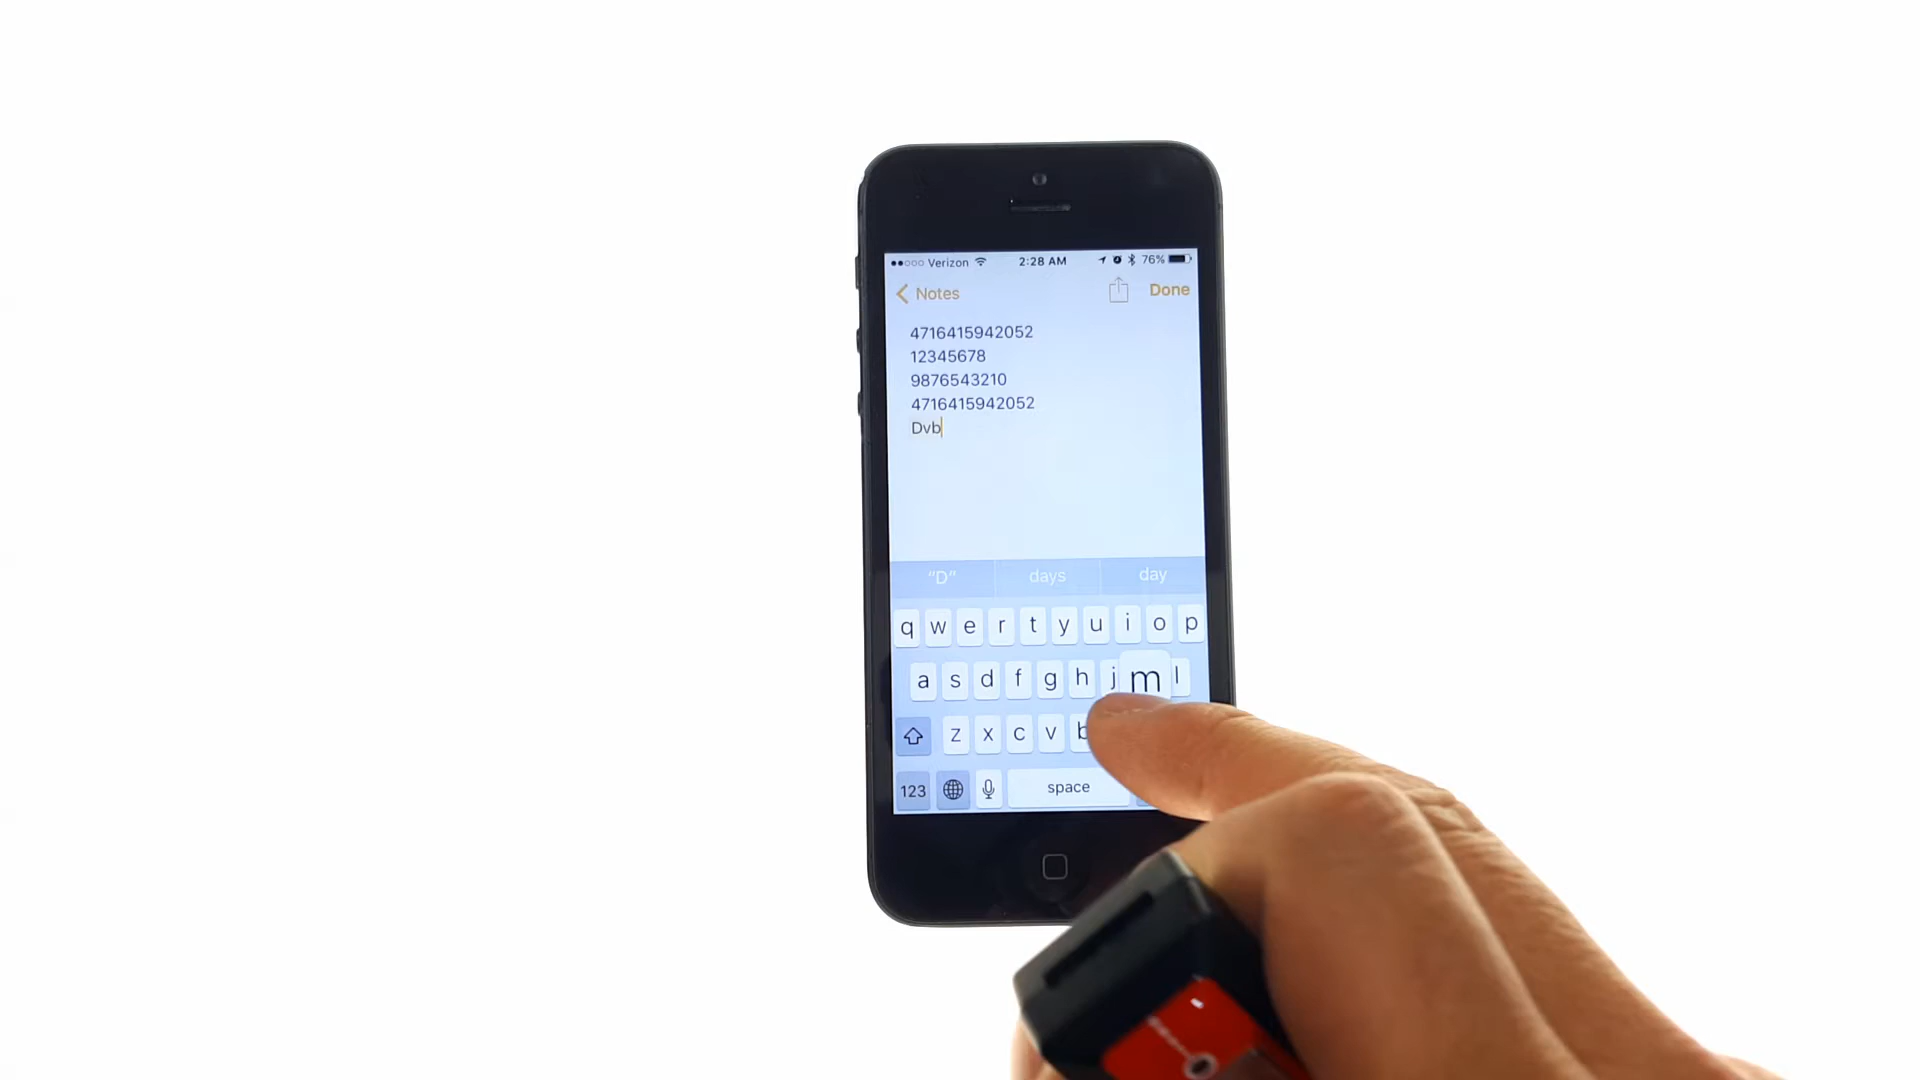 Verizon 2:28 AM 76%
Notes Done
4716415942052
12345678
9876543210
4716415942052
Dvb
"D" days day
q w e r t y u i o p
a s d f g h j m l
z x c v b
123 space